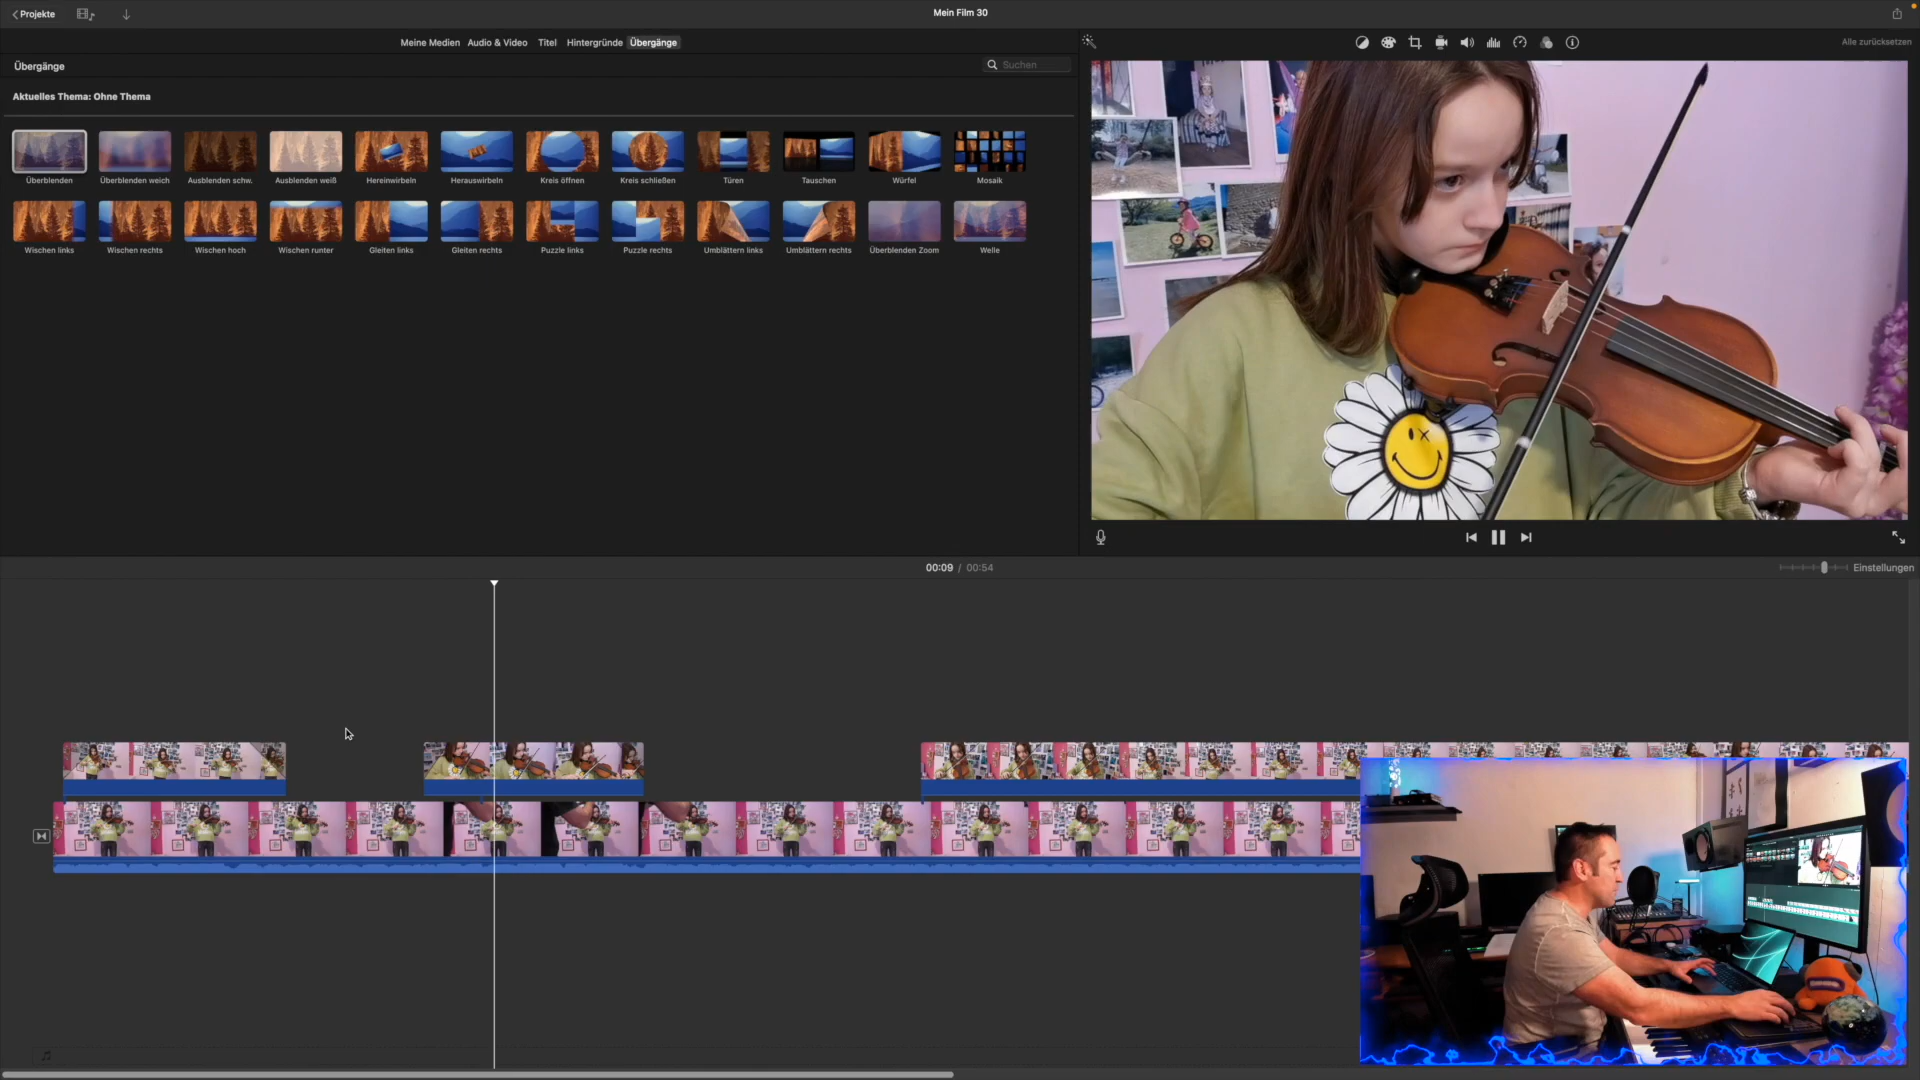 Projekte
Mein Film 30
Meine Medien Audio & Video Titel Hintergründe Übergänge
Alle zurücksetzen
Übergänge
Suchen
Aktuelles Thema: Ohne Thema
Überblenden Überblenden weich Ausblenden schw. Ausblenden weiß Hereinwirbeln Herauswirbeln Kreis öffnen Kreis schließen Türen Tauschen Würfel Mosaik
Wischen links Wischen rechts Wischen hoch Wischen runter Gleiten links Gleiten rechts Puzzle links Puzzle rechts Umblättern links Umblättern rechts Überblenden Zoom Welle
00:09 / 00:54
Einstellungen